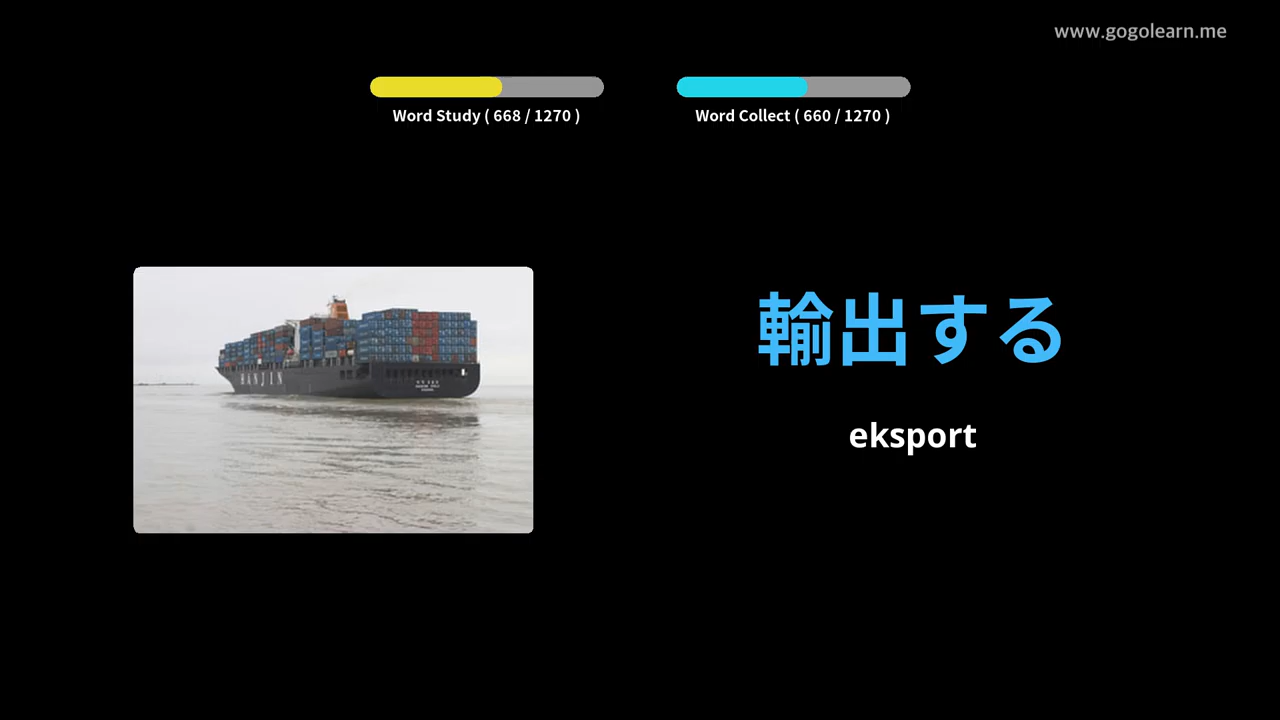 www.gogolearn.me
Word Study ( 668 / 1270 )
Word Collect ( 660 / 1270 )
HANJIN
輸出する
eksport